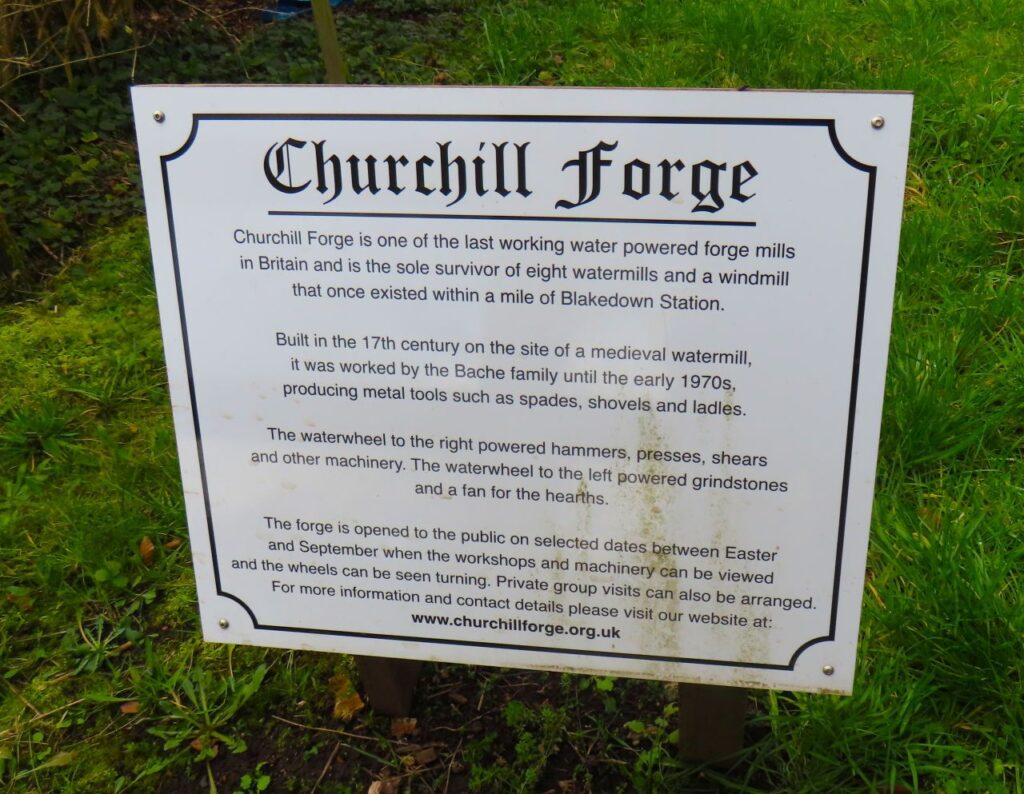 Churchill Forge
Churchill Forge is one of the last working water powered forge mills
in Britain and is the sole survivor of eight watermills and a windmill
that once existed within a mile of Blakedown Station.
Built in the 17th century on the site of a medieval watermill,
it was worked by the Bache family until the early 1970s,
producing metal tools such as spades, shovels and ladles.
The waterwheel to the right powered hammers, presses, shears
and other machinery. The waterwheel to the left powered grindstones
and a fan for the hearths.
The forge is opened to the public on selected dates between Easter
and September when the workshops and machinery can be viewed
and the wheels can be seen turning. Private group visits can also be arranged.
For more information and contact details please visit our website at:
www.churchillforge.org.uk